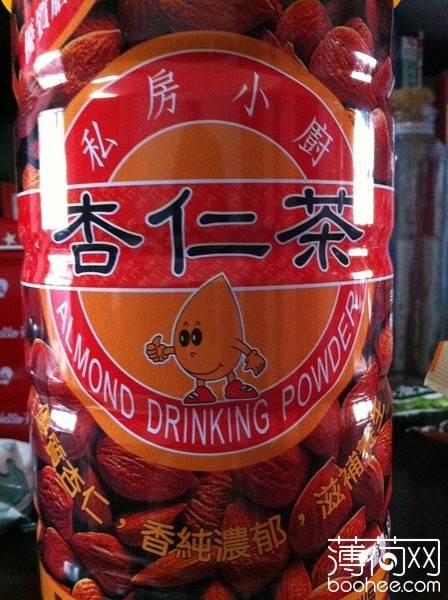 私房小廚
杏仁茶
ALMOND DRINKING POWDER
杏仁，香純濃郁，滋補
薄荷网
boohee.com